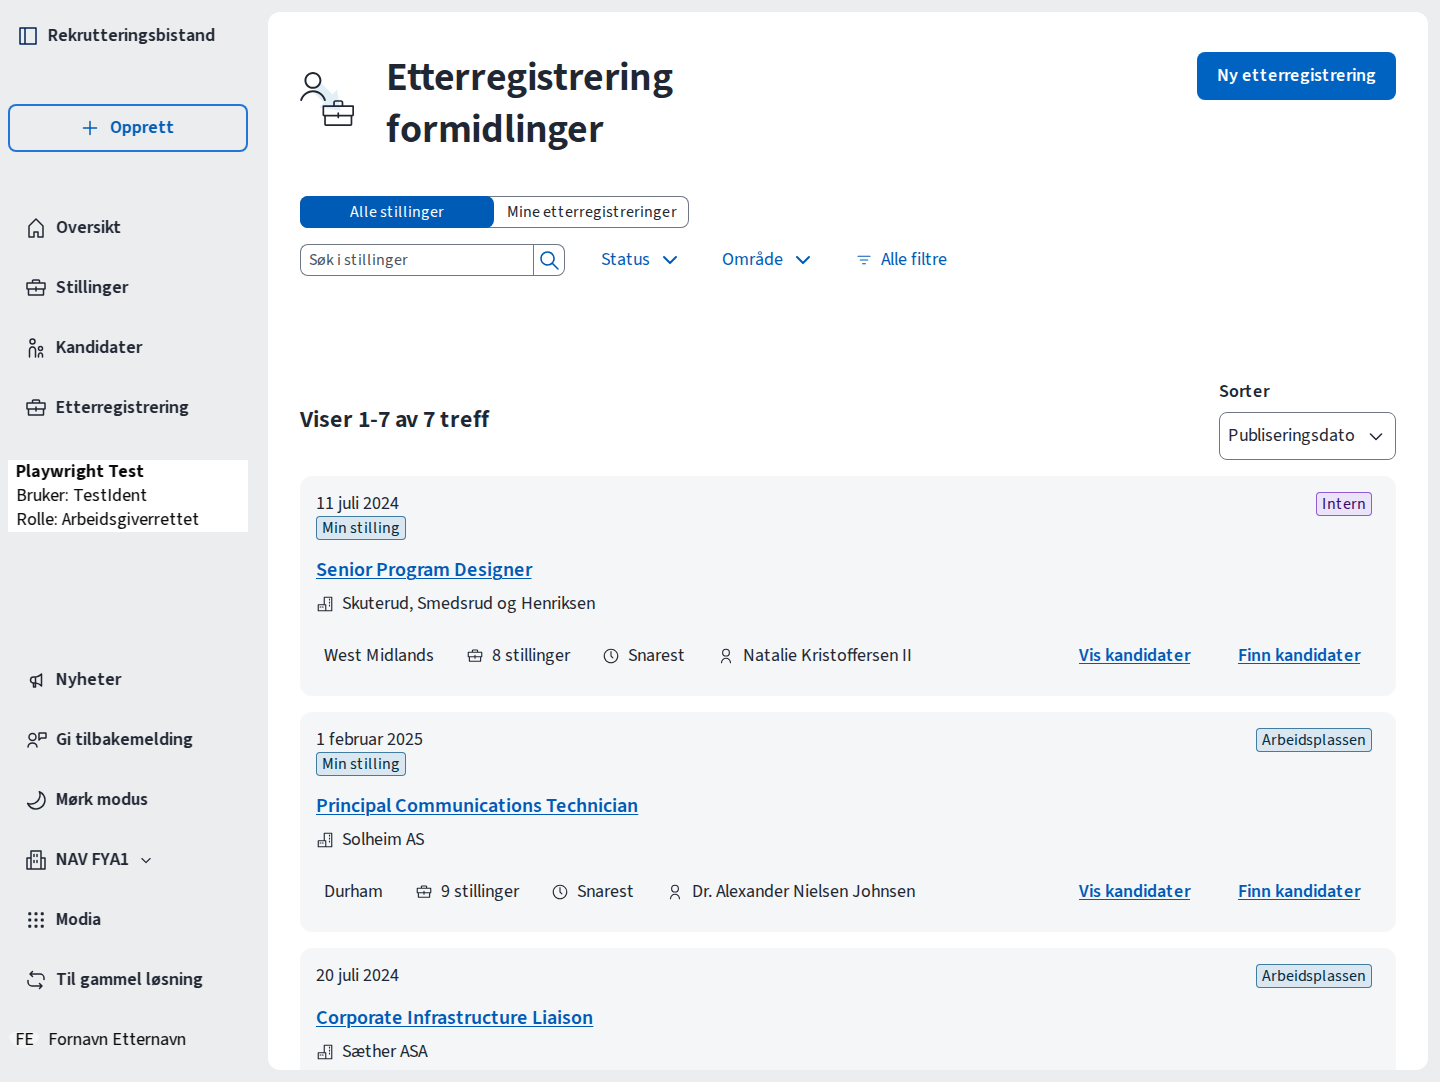 Rekrutteringsbistand
Opprett
Oversikt
Stillinger
Kandidater
Etterregistrering
Playwright Test
Bruker: TestIdent
Rolle: Arbeidsgiverrettet
Nyheter
Gi tilbakemelding
Mørk modus
NAV FYA1
Modia
Til gammel løsning
FE Fornavn Etternavn
Etterregistrering
formidlinger
Ny etterregistrering
Alle stillinger Mine etterregistreringer
Søk i stillinger Status Område Alle filtre
Viser 1-7 av 7 treff
Sorter
Publiseringsdato
11 juli 2024 Intern
Min stilling
Senior Program Designer
Skuterud, Smedsrud og Henriksen
West Midlands 8 stillinger Snarest Natalie Kristoffersen II Vis kandidater Finn kandidater
1 februar 2025 Arbeidsplassen
Min stilling
Principal Communications Technician
Solheim AS
Durham 9 stillinger Snarest Dr. Alexander Nielsen Johnsen Vis kandidater Finn kandidater
20 juli 2024 Arbeidsplassen
Corporate Infrastructure Liaison
Sæther ASA